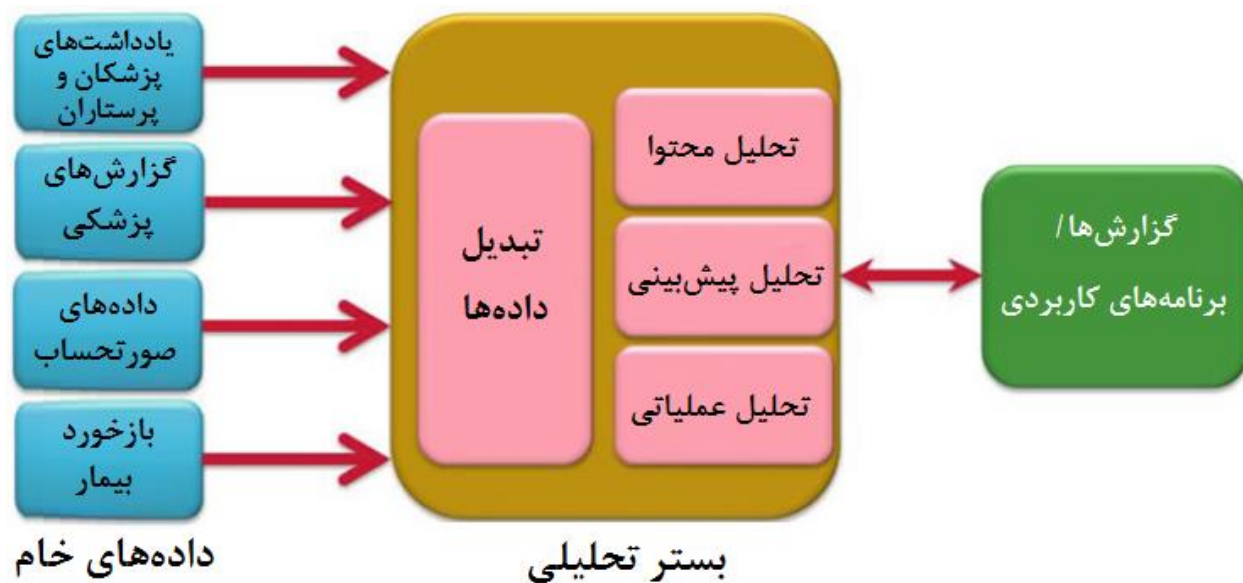 یادداشت‌های
پزشکان و
پرستاران
گزارش‌های
پزشکی
داده‌های
صورتحساب
بازخورد
بیمار
داده‌های خام
تبدیل
داده‌ها
تحلیل محتوا
تحلیل پیش‌بینی
تحلیل عملیاتی
بستر تحلیلی
گزارش‌ها/
برنامه‌های کاربردی